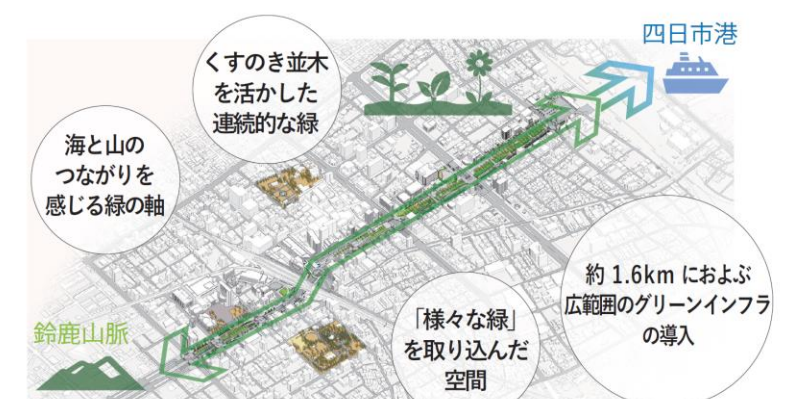 四日市港
くすのき並木
を活かした
連続的な緑
海と山の
つながりを
感じる緑の軸
約 1.6km におよぶ
広範囲のグリーンインフラ
の導入
「様々な緑」
を取り込んだ
空間
鈴鹿山脈